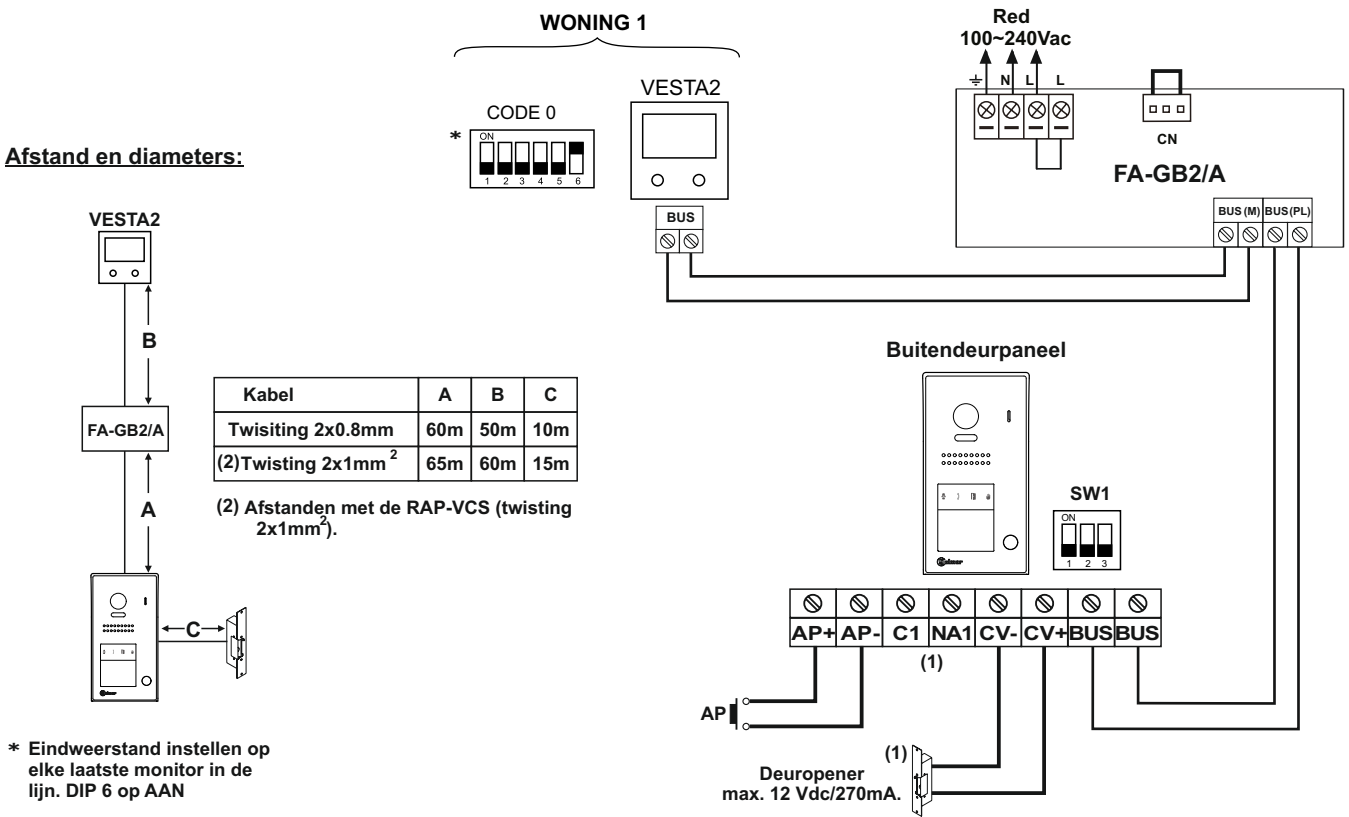 WONING 1
VESTA2
CODE 0
*
ON
1 2 3 4 5 6
BUS
Red
100~240Vac
N L L
CN
FA-GB2/A
BUS (M) BUS (PL)
Afstand en diameters:
VESTA2
B
FA-GB2/A
A
C
Kabel A B C
Twisiting 2x0.8mm 60m 50m 10m
(2) Twisting 2x1mm² 65m 60m 15m
(2) Afstanden met de RAP-VCS (twisting
2x1mm²).
* Eindweerstand instellen op
elke laatste monitor in de
lijn. DIP 6 op AAN
Buitendeurpaneel
SW1
ON
1 2 3
AP+ AP- C1 NA1 CV- CV+ BUS BUS
(1)
AP
(1)
Deuropener
max. 12 Vdc/270mA.